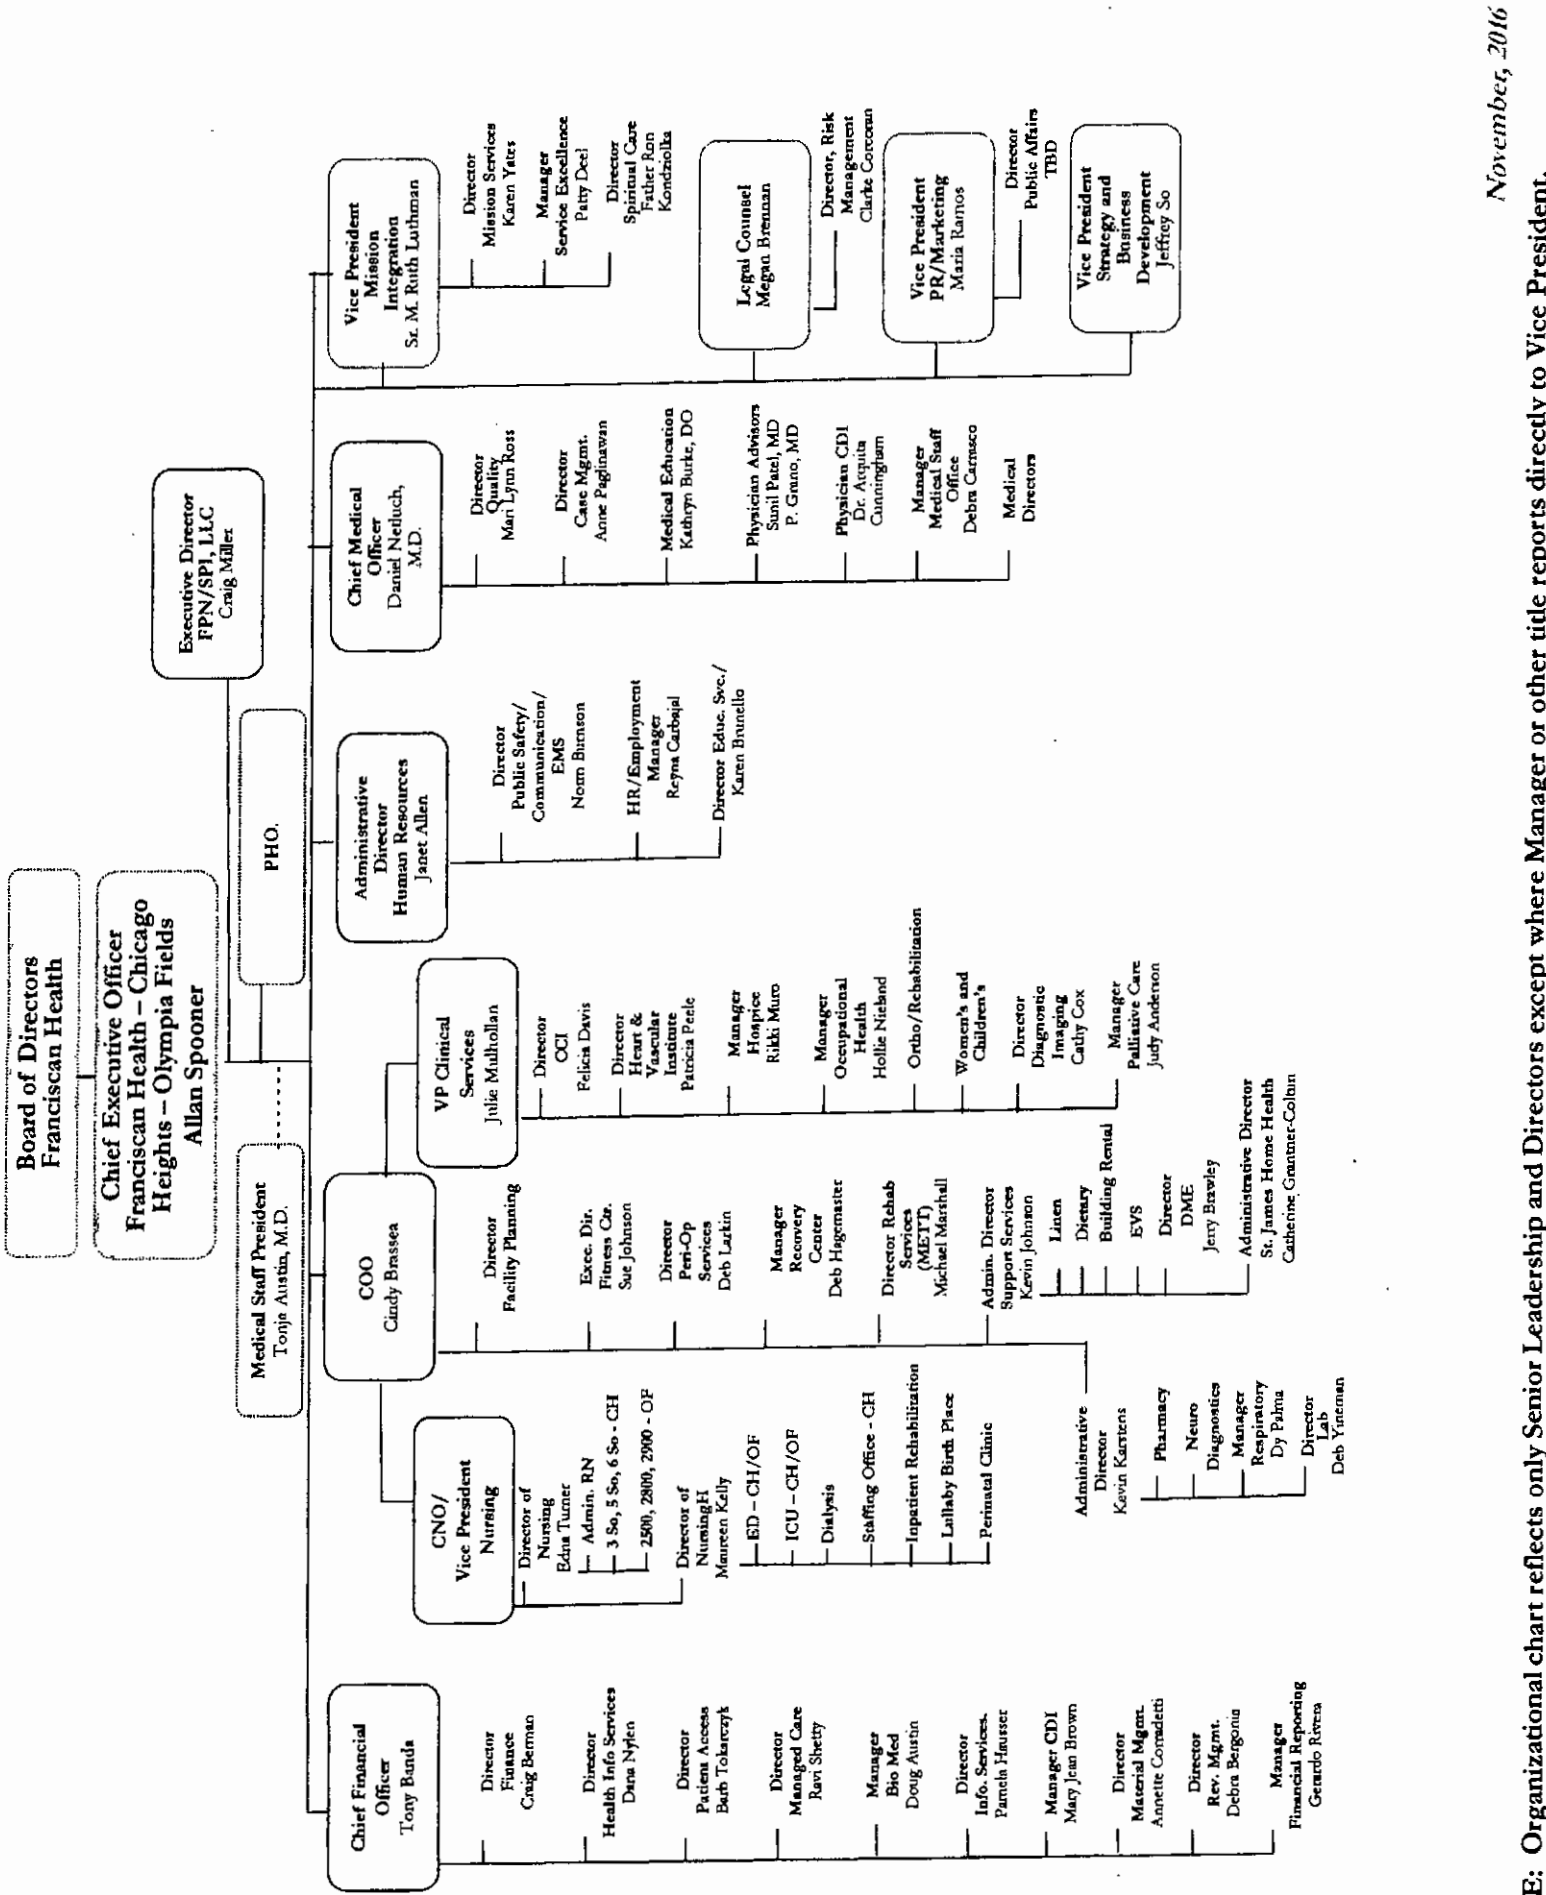 Board of Directors
Franciscan Health
Chief Executive Officer
Franciscan Health – Chicago
Heights – Olympia Fields
Allan Spooner
Executive Director
FPN/SPI, LLC
Craig Miller
Medical Staff President
Tonja Austin, M.D.
PHO.
Chief Financial
Officer
Tony Banda
Director
Finance
Craig Berman
Director
Health Info Services
Dana Nylen
Director
Patient Access
Barb Tokarczyk
Director
Managed Care
Ravi Shetty
Manager
Bio Med
Doug Austin
Director
Info. Services.
Pamela Hausser
Manager CDI
Mary Jean Brown
Director
Material Mgmt.
Annette Corradetti
Director
Rev. Mgmt.
Debra Bergonia
Manager
Financial Reporting
Gerardo Rivera
COO
Cindy Brassea
CNO/
Vice President
Nursing
Director of
Nursing
Edna Turner
Admin. RN
3 So, 5 So, 6 So - CH
2500, 2800, 2900 - OF
Director of
NursingH
Maureen Kelly
ED – CH/OF
ICU – CH/OF
Dialysis
Staffing Office - CH
Inpatient Rehabilitation
Lullaby Birth Place
Perinatal Clinic
Director
Facility Planning
Exec. Dir.
Fitness Ctr.
Sue Johnson
Director
Peri-Op
Services
Deb Larkin
Manager
Recovery
Center
Deb Hagemaster
Director Rehab
Services
(METT)
Michael Marshall
Admin. Director
Support Services
Kevin Johnson
Linen
Dietary
Building Rental
EVS
Director
DME
Jerry Brawley
Administrative Director
St. James Home Health
Catherine Grantner-Colbin
Administrative
Director
Kevin Karstens
Pharmacy
Neuro
Diagnostics
Manager
Respiratory
Dy Palma
Director
Lab
Deb Yineman
VP Clinical
Services
Julie Mulhollan
Director
OCI
Felicia Davis
Director
Heart &
Vascular
Institute
Patricia Peele
Manager
Hospice
Rikki Muro
Manager
Occupational
Health
Hollie Nieland
Ortho/Rehabilitation
Women's and
Children's
Director
Diagnostic
Imaging
Cathy Cox
Manager
Palliative Care
Judy Anderson
Administrative
Director
Human Resources
Janet Allen
Director
Public Safety/
Communication/
EMS
Norm Burnson
HR/Employment
Manager
Reyna Carbajal
Director Educ. Svc./
Karen Brunello
Chief Medical
Officer
Daniel Netluch,
M.D.
Director
Quality
Mari Lynn Ross
Director
Case Mgmt.
Anne Paglinawan
Medical Education
Kathryn Burke, DO
Physician Advisors
Sunil Patel, MD
P. Grano, MD
Physician CDI
Dr. Acquita
Cunningham
Manager
Medical Staff
Office
Debra Carrasco
Medical
Directors
Vice President
Mission
Integration
Sr. M. Ruth Luthman
Director
Mission Services
Karen Yates
Manager
Service Excellence
Patty Deel
Director
Spiritual Care
Father Ron
Kondziolka
Legal Counsel
Megan Brennan
Director, Risk
Management
Clarke Corcoran
Vice President
PR/Marketing
Maria Ramos
Director
Public Affairs
TBD
Vice President
Strategy and
Business
Development
Jeffrey So
November, 2016
E: Organizational chart reflects only Senior Leadership and Directors except where Manager or other title reports directly to Vice President.